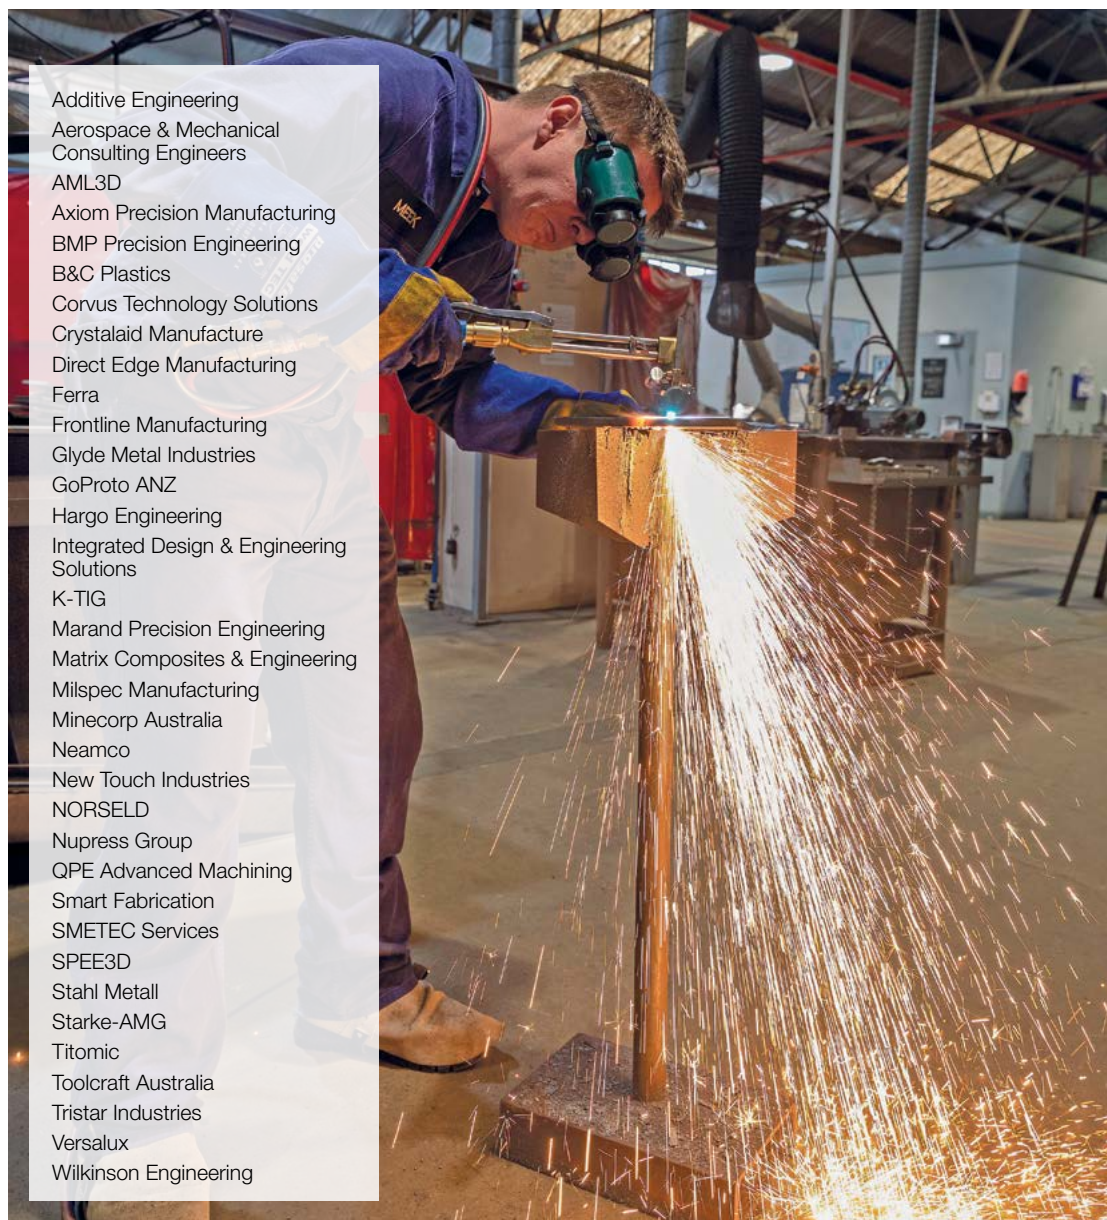 Additive Engineering
Aerospace & Mechanical
Consulting Engineers
AML3D
Axiom Precision Manufacturing
BMP Precision Engineering
B&C Plastics
Corvus Technology Solutions
Crystalaid Manufacture
Direct Edge Manufacturing
Ferra
Frontline Manufacturing
Glyde Metal Industries
GoProto ANZ
Hargo Engineering
Integrated Design & Engineering
Solutions
K-TIG
Marand Precision Engineering
Matrix Composites & Engineering
Milspec Manufacturing
Minecorp Australia
Neamco
New Touch Industries
NORSELD
Nupress Group
QPE Advanced Machining
Smart Fabrication
SMETEC Services
SPEE3D
Stahl Metall
Starke-AMG
Titomic
Toolcraft Australia
Tristar Industries
Versalux
Wilkinson Engineering